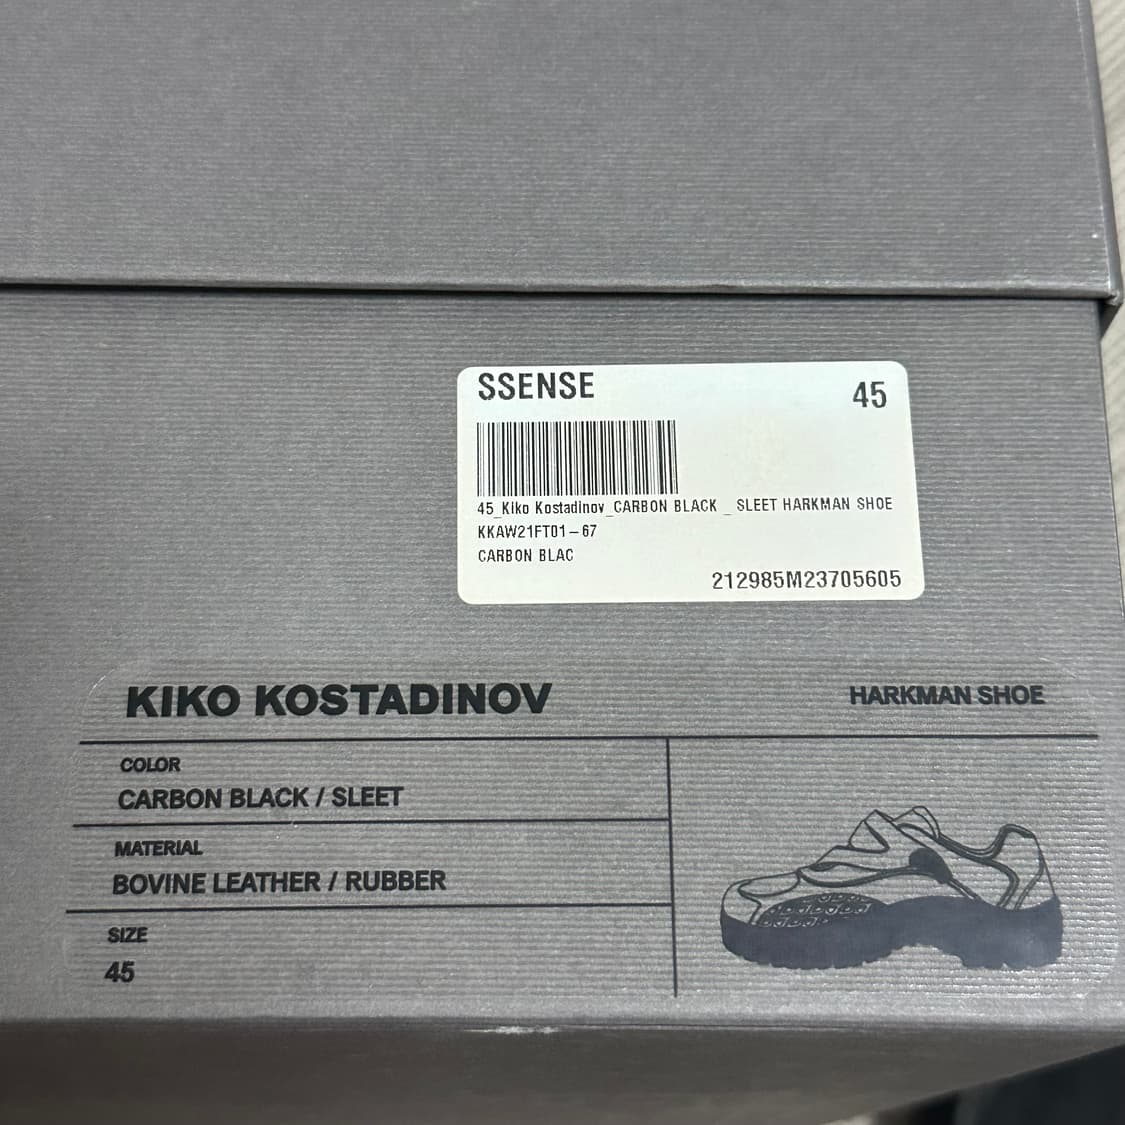 SSENSE 45
45_Kiko Kostadinov_CARBON BLACK _ SLEET HARKMAN SHOE
KKAW21FT01-67
CARBON BLAC
212985M23705605
KIKO KOSTADINOV HARKMAN SHOE
COLOR
CARBON BLACK / SLEET
MATERIAL
BOVINE LEATHER / RUBBER
SIZE
45